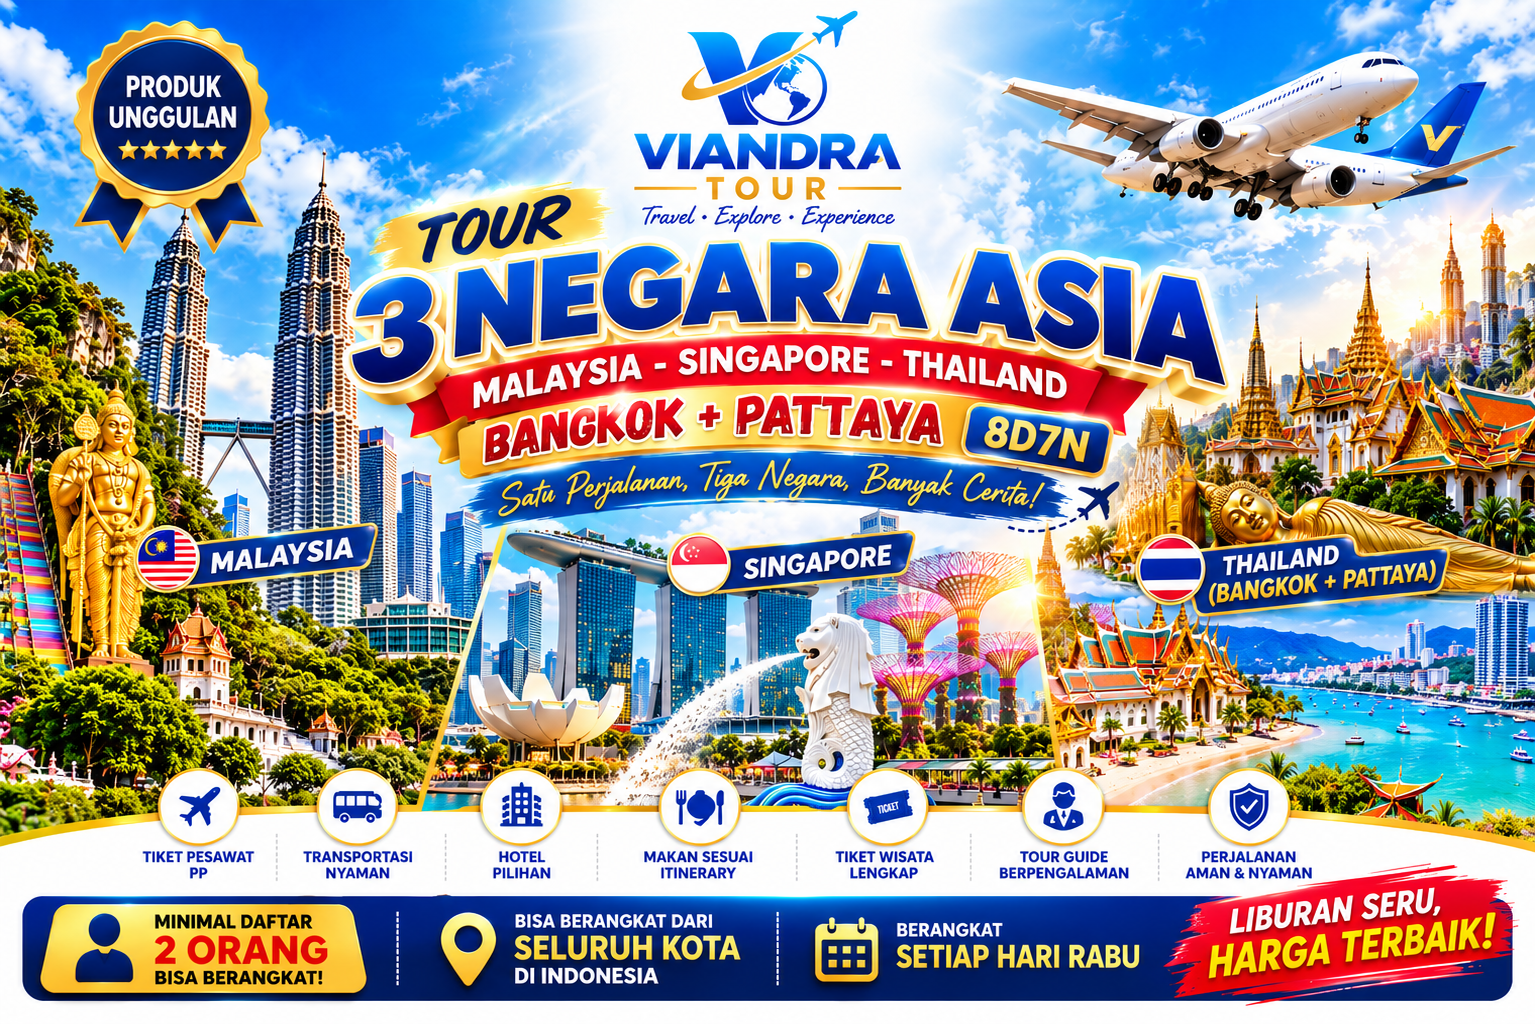 PRODUK
UNGGULAN
V
VIANDRA
TOUR
Travel • Explore • Experience
V
TOUR
3 NEGARA ASIA
MALAYSIA - SINGAPORE - THAILAND
BANGKOK + PATTAYA
8D7N
Satu Perjalanan, Tiga Negara, Banyak Cerita!
MALAYSIA
SINGAPORE
THAILAND
(BANGKOK + PATTAYA)
TIKET PESAWAT
PP
TRANSPORTASI
NYAMAN
HOTEL
PILIHAN
MAKAN SESUAI
ITINERARY
TICKET
TIKET WISATA
LENGKAP
TOUR GUIDE
BERPENGALAMAN
PERJALANAN
AMAN & NYAMAN
MINIMAL DAFTAR
2 ORANG
BISA BERANGKAT!
BISA BERANGKAT DARI
SELURUH KOTA
DI INDONESIA
BERANGKAT
SETIAP HARI RABU
LIBURAN SERU,
HARGA TERBAIK!